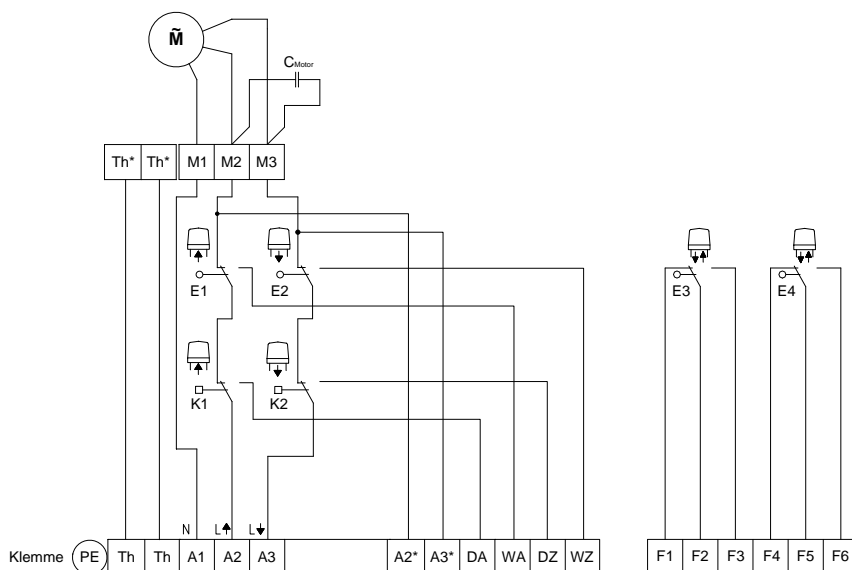 M̃
CMotor
Th* Th* M1 M2 M3
E1 E2 E3 E4
K1 K2
N L L
Klemme PE Th Th A1 A2 A3 A2* A3* DA WA DZ WZ F1 F2 F3 F4 F5 F6